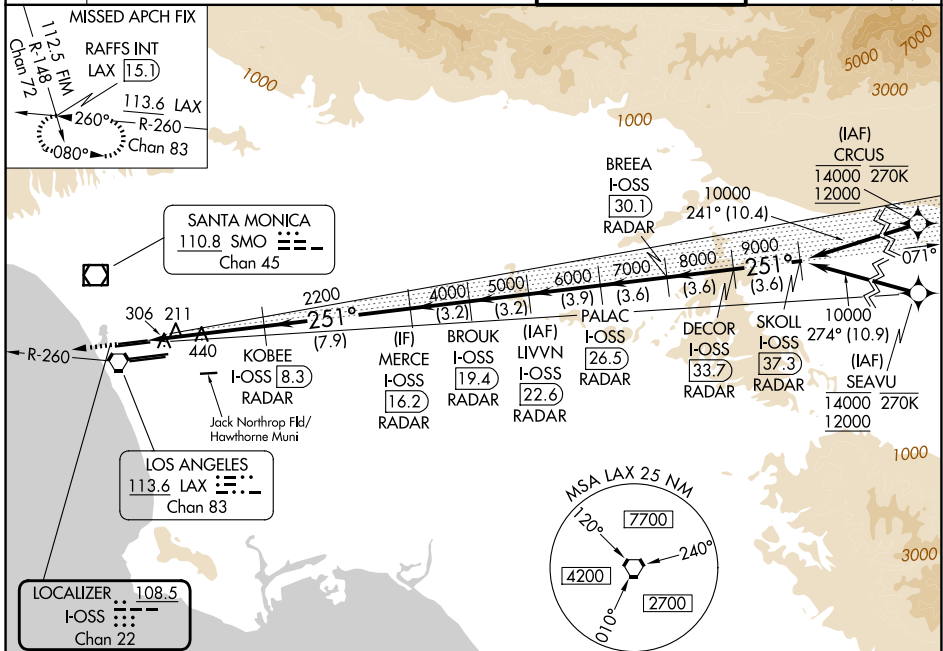 MISSED APCH FIX
112.5 FIM
R-148
Chan 72
RAFFS INT
LAX 15.1
113.6 LAX
260°
R-260
080°
Chan 83
1000
5000
7000
3000
1000
(IAF)
CRCUS
14000 270K
12000
BREEA
I-OSS
30.1
RADAR
10000
241° (10.4)
SANTA MONICA
110.8 SMO
Chan 45
071°
2200
251°
(7.9)
4000
(3.2)
5000
(3.2)
6000
(3.9)
7000
(3.6)
8000
(3.6)
9000
251°
(3.6)
306
211
440
R-260
KOBEE
I-OSS 8.3
RADAR
(IF)
MERCE
I-OSS
16.2
RADAR
BROUK
I-OSS
19.4
RADAR
(IAF)
LIVVN
I-OSS
22.6
RADAR
PALAC
I-OSS
26.5
RADAR
DECOR
I-OSS
33.7
RADAR
SKOLL
I-OSS
37.3
RADAR
10000
274° (10.9)
(IAF)
SEAVU
14000 270K
12000
Jack Northrop Fld/
Hawthorne Muni
LOS ANGELES
113.6 LAX
Chan 83
1000
MSA LAX 25 NM
120°
7700
240°
4200
2700
010°
3000
LOCALIZER 108.5
I-OSS
Chan 22